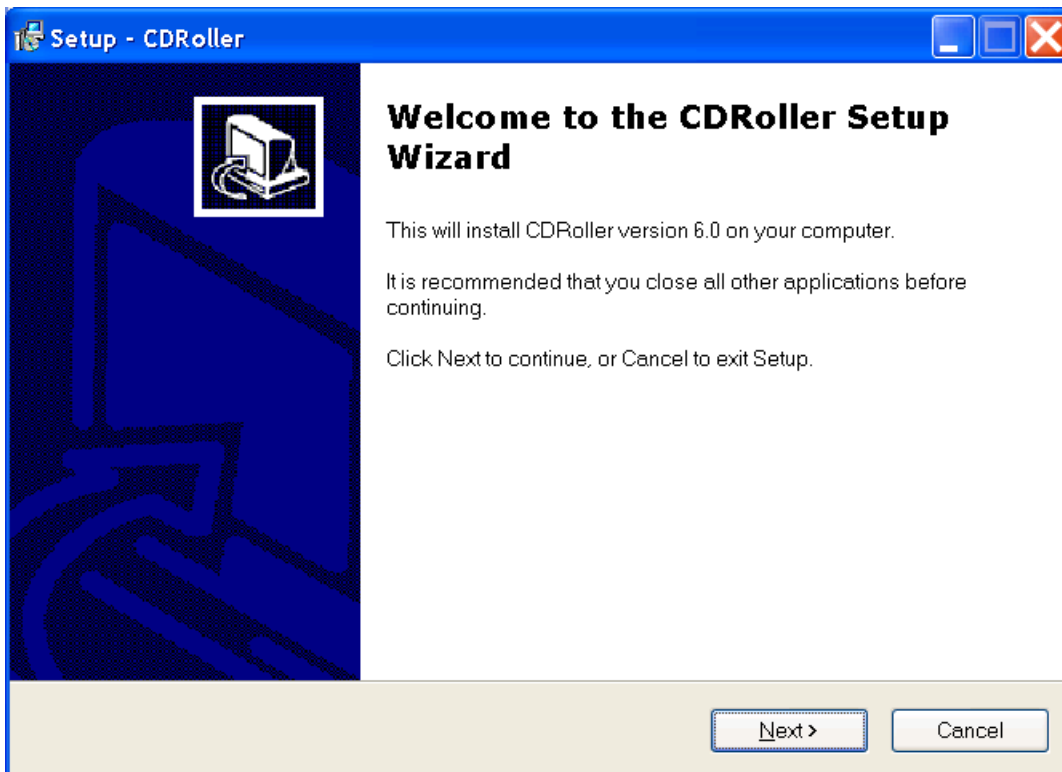 Setup - CDRoller
Welcome to the CDRoller Setup
Wizard
This will install CDRoller version 6.0 on your computer.
It is recommended that you close all other applications before
continuing.
Click Next to continue, or Cancel to exit Setup.
Next >
Cancel